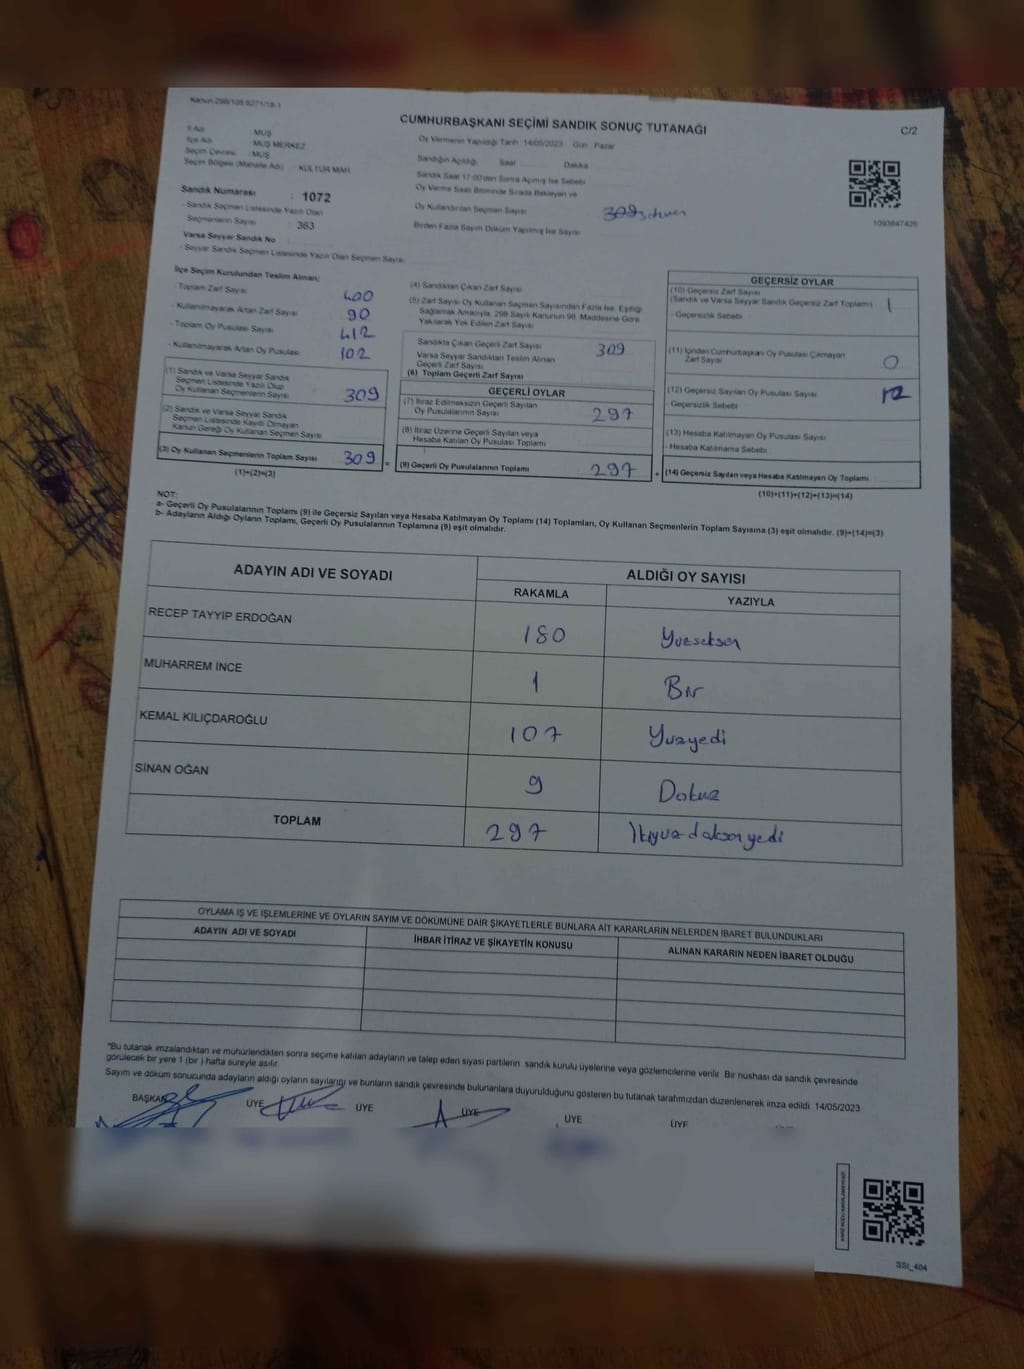 Kanun 298/105 6271/18-1
CUMHURBAŞKANI SEÇİMİ SANDIK SONUÇ TUTANAĞI
C/2
İl Adı MUŞ
İlçe Adı MUŞ MERKEZ
Seçim Çevresi : MUŞ
Seçim Bölgesi (Mahalle Adı) KÜLTÜR MAH
Oy Vermenin Yapıldığı Tarih :14/05/2023 Gün Pazar
Sandığın Açıldığı Saat Dakika
Sandık Saat 17:00'den Sonra Açılmış İse Sebebi
Oy Verme Saati Bitiminde Sırada Bekleyen ve
Oy Kullandırılan Seçmen Sayısı
Birden Fazla Sayım Döküm Yapılmış İse Sayısı
1093847426
Sandık Numarası : 1072
- Sandık Seçmen Listesinde Yazılı Olan
Seçmenlerin Sayısı : 363
Varsa Seyyar Sandık No
- Seyyar Sandık Seçmen Listesinde Yazılı Olan Seçmen Sayısı
İlçe Seçim Kurulundan Teslim Alınan;
- Toplam Zarf Sayısı 400
- Kullanılmayarak Artan Zarf Sayısı 90
- Toplam Oy Pusulası Sayısı 412
- Kullanılmayarak Artan Oy Pusulası 102
(1) Sandık ve Varsa Seyyar Sandık
Seçmen Listesinde Yazılı Olup
Oy Kullanan Seçmenlerin Sayısı 309
(2) Sandık ve Varsa Seyyar Sandık
Seçmen Listesinde Kayıtlı Olmayan
Kanun Gereği Oy Kullanan Seçmen Sayısı
(3) Oy Kullanan Seçmenlerin Toplam Sayısı 309 =
(1)+(2)=(3)
(4) Sandıktan Çıkan Zarf Sayısı
(5) Zarf Sayısı Oy Kullanan Seçmen Sayısından Fazla İse, Eşitliği
Sağlamak Amacıyla, 298 Sayılı Kanunun 98. Maddesine Göre
Yakılarak Yok Edilen Zarf Sayısı
Sandıkta Çıkan Geçerli Zarf Sayısı 309
Varsa Seyyar Sandıktan Teslim Alınan
Geçerli Zarf Sayısı
(6) Toplam Geçerli Zarf Sayısı
GEÇERLİ OYLAR
(7) İtiraz Edilmeksizin Geçerli Sayılan
Oy Pusulalarının Sayısı 297
(8) İtiraz Üzerine Geçerli Sayılan veya
Hesaba Katılan Oy Pusulası Toplamı
(9) Geçerli Oy Pusulalarının Toplamı 297 +
GEÇERSİZ OYLAR
(10) Geçersiz Zarf Sayısı
(Sandık ve Varsa Seyyar Sandık Geçersiz Zarf Toplamı) 1
- Geçersizlik Sebebi
(11) İçinden Cumhurbaşkanı Oy Pusulası Çıkmayan
Zarf Sayısı 0
(12) Geçersiz Sayılan Oy Pusulası Sayısı 12
- Geçersizlik Sebebi
(13) Hesaba Katılmayan Oy Pusulası Sayısı
- Hesaba Katılmama Sebebi
(14) Geçersiz Sayılan veya Hesaba Katılmayan Oy Toplamı
(10)+(11)+(12)+(13)=(14)
NOT:
a- Geçerli Oy Pusulalarının Toplamı (9) ile Geçersiz Sayılan veya Hesaba Katılmayan Oy Toplamı (14) Toplamları, Oy Kullanan Seçmenlerin Toplam Sayısına (3) eşit olmalıdır. (9)+(14)=(3)
b- Adayların Aldığı Oyların Toplamı, Geçerli Oy Pusulalarının Toplamına (9) eşit olmalıdır.
ADAYIN ADI VE SOYADI ALDIĞI OY SAYISI
RAKAMLA YAZIYLA
RECEP TAYYİP ERDOĞAN 180 Yüzseksen
MUHARREM İNCE 1 Bir
KEMAL KILIÇDAROĞLU 107 Yüzyedi
SİNAN OĞAN 9 Dokuz
TOPLAM 297 İkiyüzdoksanyedi
OYLAMA İŞ VE İŞLEMLERİNE VE OYLARIN SAYIM VE DÖKÜMÜNE DAİR ŞİKAYETLERLE BUNLARA AİT KARARLARIN NELERDEN İBARET BULUNDUKLARI
ADAYIN ADI VE SOYADI İHBAR İTİRAZ VE ŞİKAYETİN KONUSU ALINAN KARARIN NEDEN İBARET OLDUĞU
*Bu tutanak imzalandıktan ve mühürlendikten sonra seçime katılan adayların ve talep eden siyasi partilerin sandık kurulu üyelerine veya gözlemcilerine verilir. Bir nüshası da sandık çevresinde
görülecek bir yere 1 (bir ) hafta süreyle asılır.
Sayım ve döküm sonucunda adayların aldığı oyların sayılarını ve bunların sandık çevresinde bulunanlara duyurulduğunu gösteren bu tutanak tarafımızdan düzenlenerek imza edildi. 14/05/2023
BAŞKAN ÜYE ÜYE ÜYE ÜYE ÜYE
SSI_404